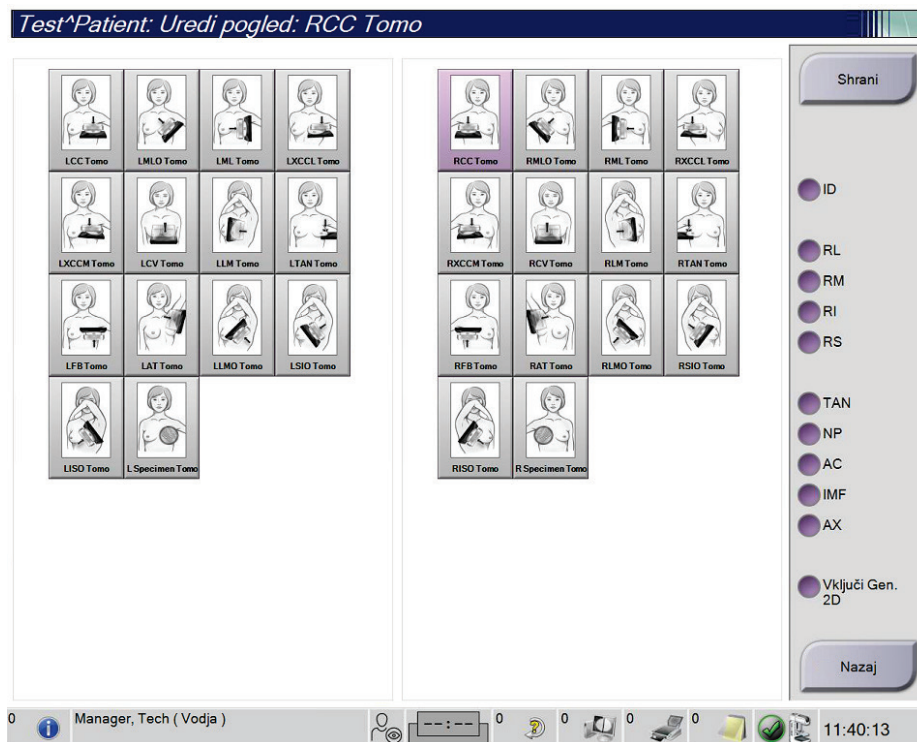 Test^Patient: Uredi pogled: RCC Tomo
LCC Tomo LMLO Tomo LML Tomo LXCCL Tomo
LXCCM Tomo LCV Tomo LLM Tomo LTAN Tomo
LFB Tomo LAT Tomo LLMO Tomo LSIO Tomo
LISO Tomo L Specimen Tomo
RCC Tomo RMLO Tomo RML Tomo RXCCL Tomo
RXCCM Tomo RCV Tomo RLM Tomo RTAN Tomo
RFB Tomo RAT Tomo RLMO Tomo RSIO Tomo
RISO Tomo R Specimen Tomo
Shrani
ID
RL
RM
RI
RS
TAN
NP
AC
IMF
AX
Vključi Gen.
2D
Nazaj
0 Manager, Tech ( Vodja ) --:-- 0 0 0 0 11:40:13